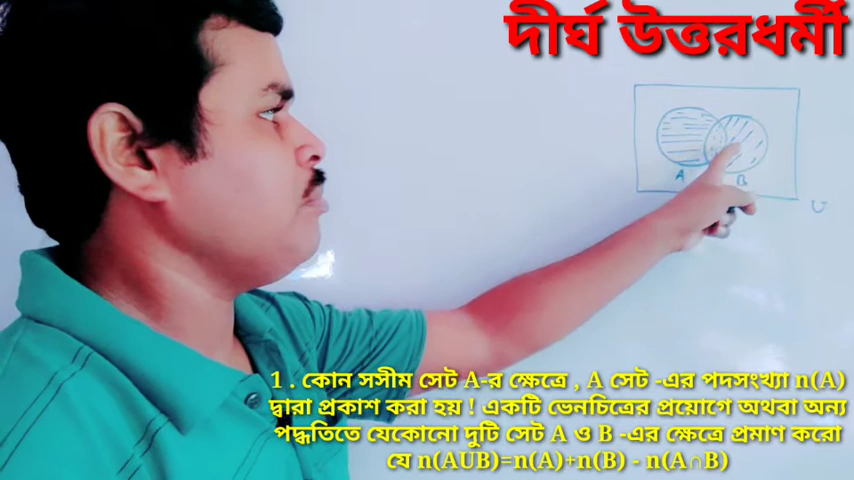 দীর্ঘ উত্তরধর্মী
A
B
U
1 . কোন সসীম সেট A-র ক্ষেত্রে , A সেট -এর পদসংখ্যা n(A)
দ্বারা প্রকাশ করা হয় ! একটি ভেনচিত্রের প্রয়োগে অথবা অন্য
পদ্ধতিতে যেকোনো দুটি সেট A ও B -এর ক্ষেত্রে প্রমাণ করো
যে n(AUB)=n(A)+n(B) - n(A∩B)